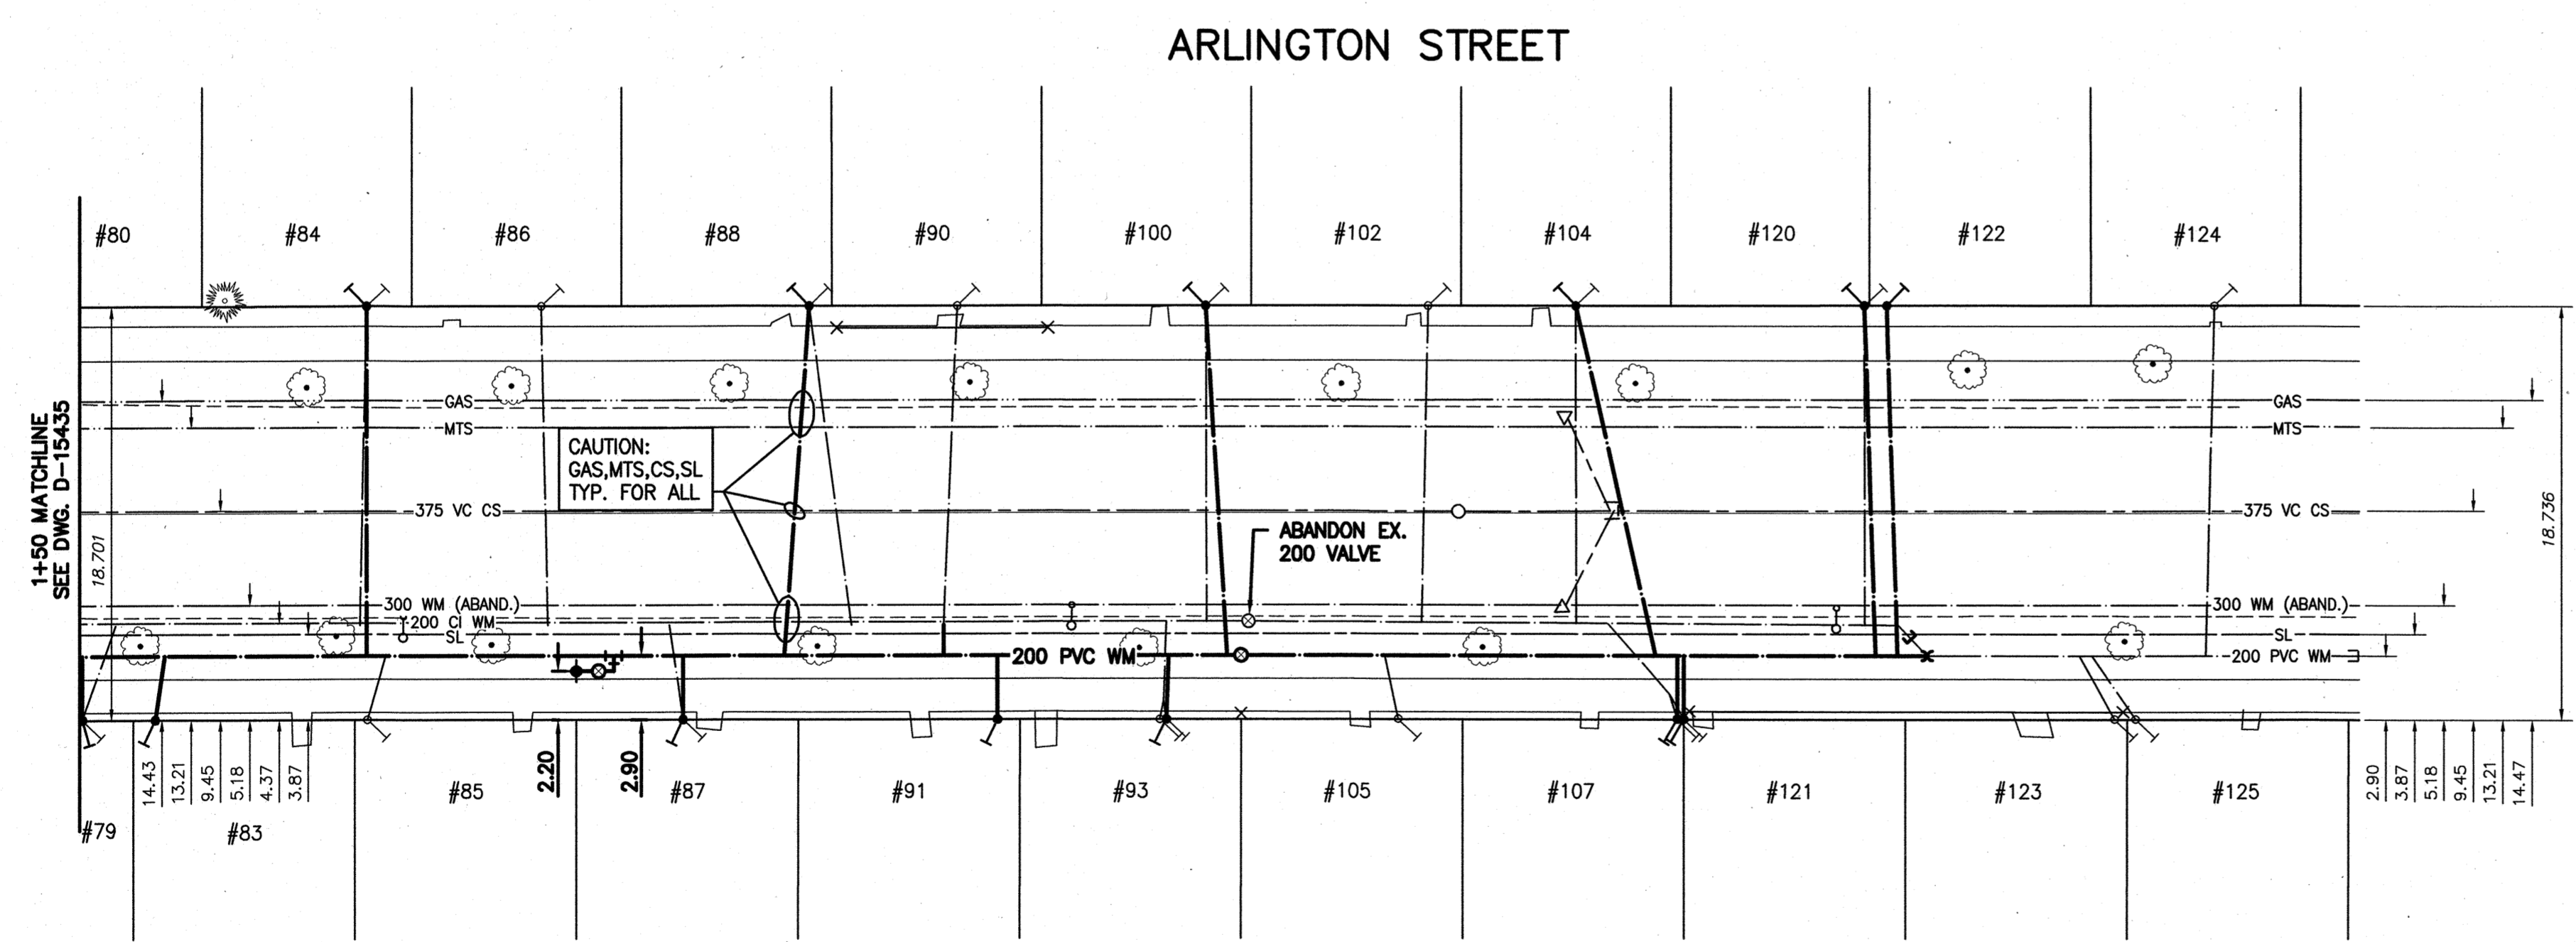 ARLINGTON STREET
#80
#84
#86
#88
#90
#100
#102
#104
#120
#122
#124
1+50 MATCHLINE
SEE DWG. D-15435
18.701
GAS
MTS
CAUTION:
GAS,MTS,CS,SL
TYP. FOR ALL
375 VC CS
ABANDON EX.
200 VALVE
300 WM (ABAND.)
200 CI WM
SL
200 PVC WM
GAS
MTS
375 VC CS
300 WM (ABAND.)
SL
200 PVC WM
18.736
14.43
13.21
9.45
5.18
4.37
3.87
2.20
2.90
2.90
3.87
5.18
9.45
13.21
14.47
#79
#83
#85
#87
#91
#93
#105
#107
#121
#123
#125